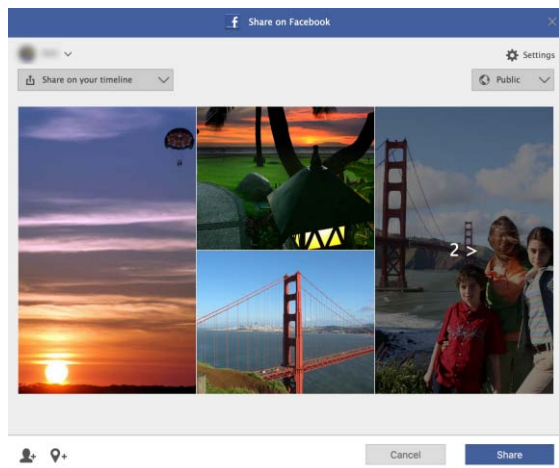 Share on Facebook
Settings
Share on your timeline
Public
2 >
Cancel
Share